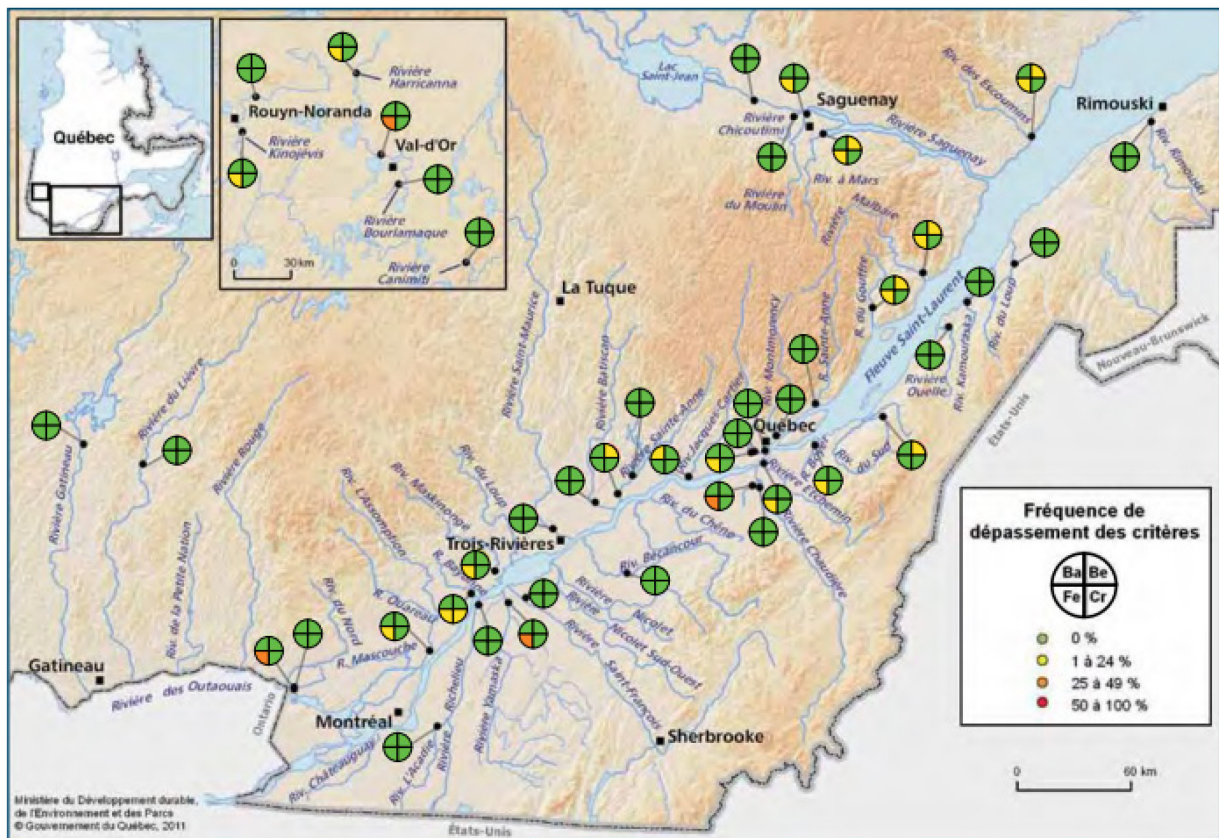 Québec
Rivière
Harricanna
Rouyn-Noranda
Rivière
Kinojévis
Val-d'Or
Rivière
Bourlamaque
Rivière
Canimiti
0
30 km
Lac
Saint-Jean
Saguenay
Rivière
Chicoutimi
Rivière Saguenay
Riv. à Mars
Rivière
du Moulin
Riv. des Escoumins
Rimouski
Riv. Rimouski
Rivière
Malbaie
R. du Gouffre
La Tuque
Rivière Saint-Maurice
Rivière Batiscan
Rivière Sainte-Anne
Riv. Jacques-Cartier
Riv. Montmorency
R. Sainte-Anne
Fleuve Saint-Laurent
Riv. du Loup
Riv. Kamouraska
Rivière
Ouelle
Nouveau-Brunswick
États-Unis
Québec
R. Boyer
Riv. du Sud
Rivière Etchemin
Rivière Chaudière
Riv. du Chêne
Rivière du Lièvre
Rivière Gatineau
Rivière Rouge
Riv. de la Petite Nation
Riv. L'Assomption
Riv. Maskinongé
Riv. du Loup
Trois-Rivières
R. Bayonne
Riv. Bécancour
Rivière Nicolet
Rivière Nicolet Sud-Ouest
Rivière Saint-François
Riv. du Nord
R. Ouareau
R. Mascouche
Gatineau
Rivière des Outaouais
Ontario
Montréal
Riv. Châteauguay
Riv. L'Acadie
Rivière Richelieu
Rivière Yamaska
Sherbrooke
États-Unis
Fréquence de
dépassement des critères
Ba Be
Fe Cr
0 %
1 à 24 %
25 à 49 %
50 à 100 %
0
60 km
Ministère du Développement durable,
de l'Environnement et des Parcs
© Gouvernement du Québec, 2011